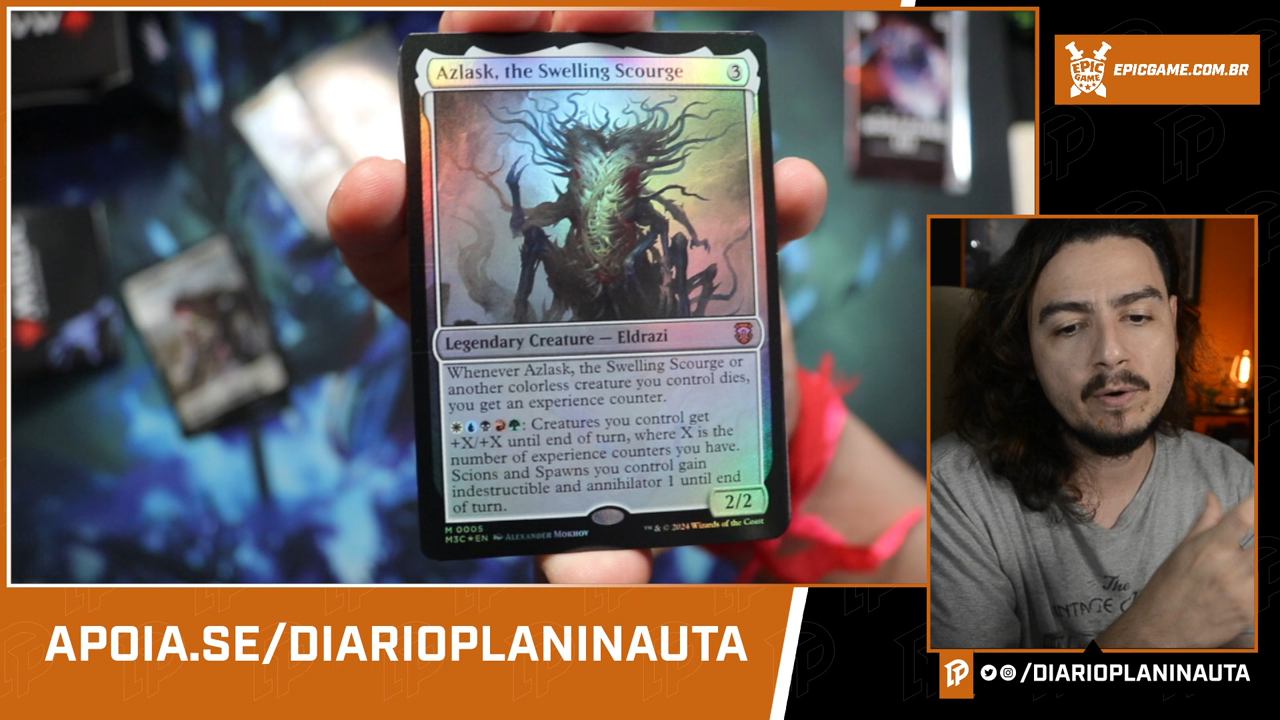 Azlask, the Swelling Scourge 3
Legendary Creature — Eldrazi
Whenever Azlask, the Swelling Scourge or
another colorless creature you control dies,
you get an experience counter.
: Creatures you control get
+X/+X until end of turn, where X is the
number of experience counters you have.
Scions and Spawns you control gain
indestructible and annihilator 1 until end
of turn.
2/2
M 0005
M3C★EN ALEXANDER MOKHOV
™ & © 2024 Wizards of the Coast
EPIC
GAME
EPICGAME.COM.BR
The
APOIA.SE/DIARIOPLANINAUTA
/DIARIOPLANINAUTA